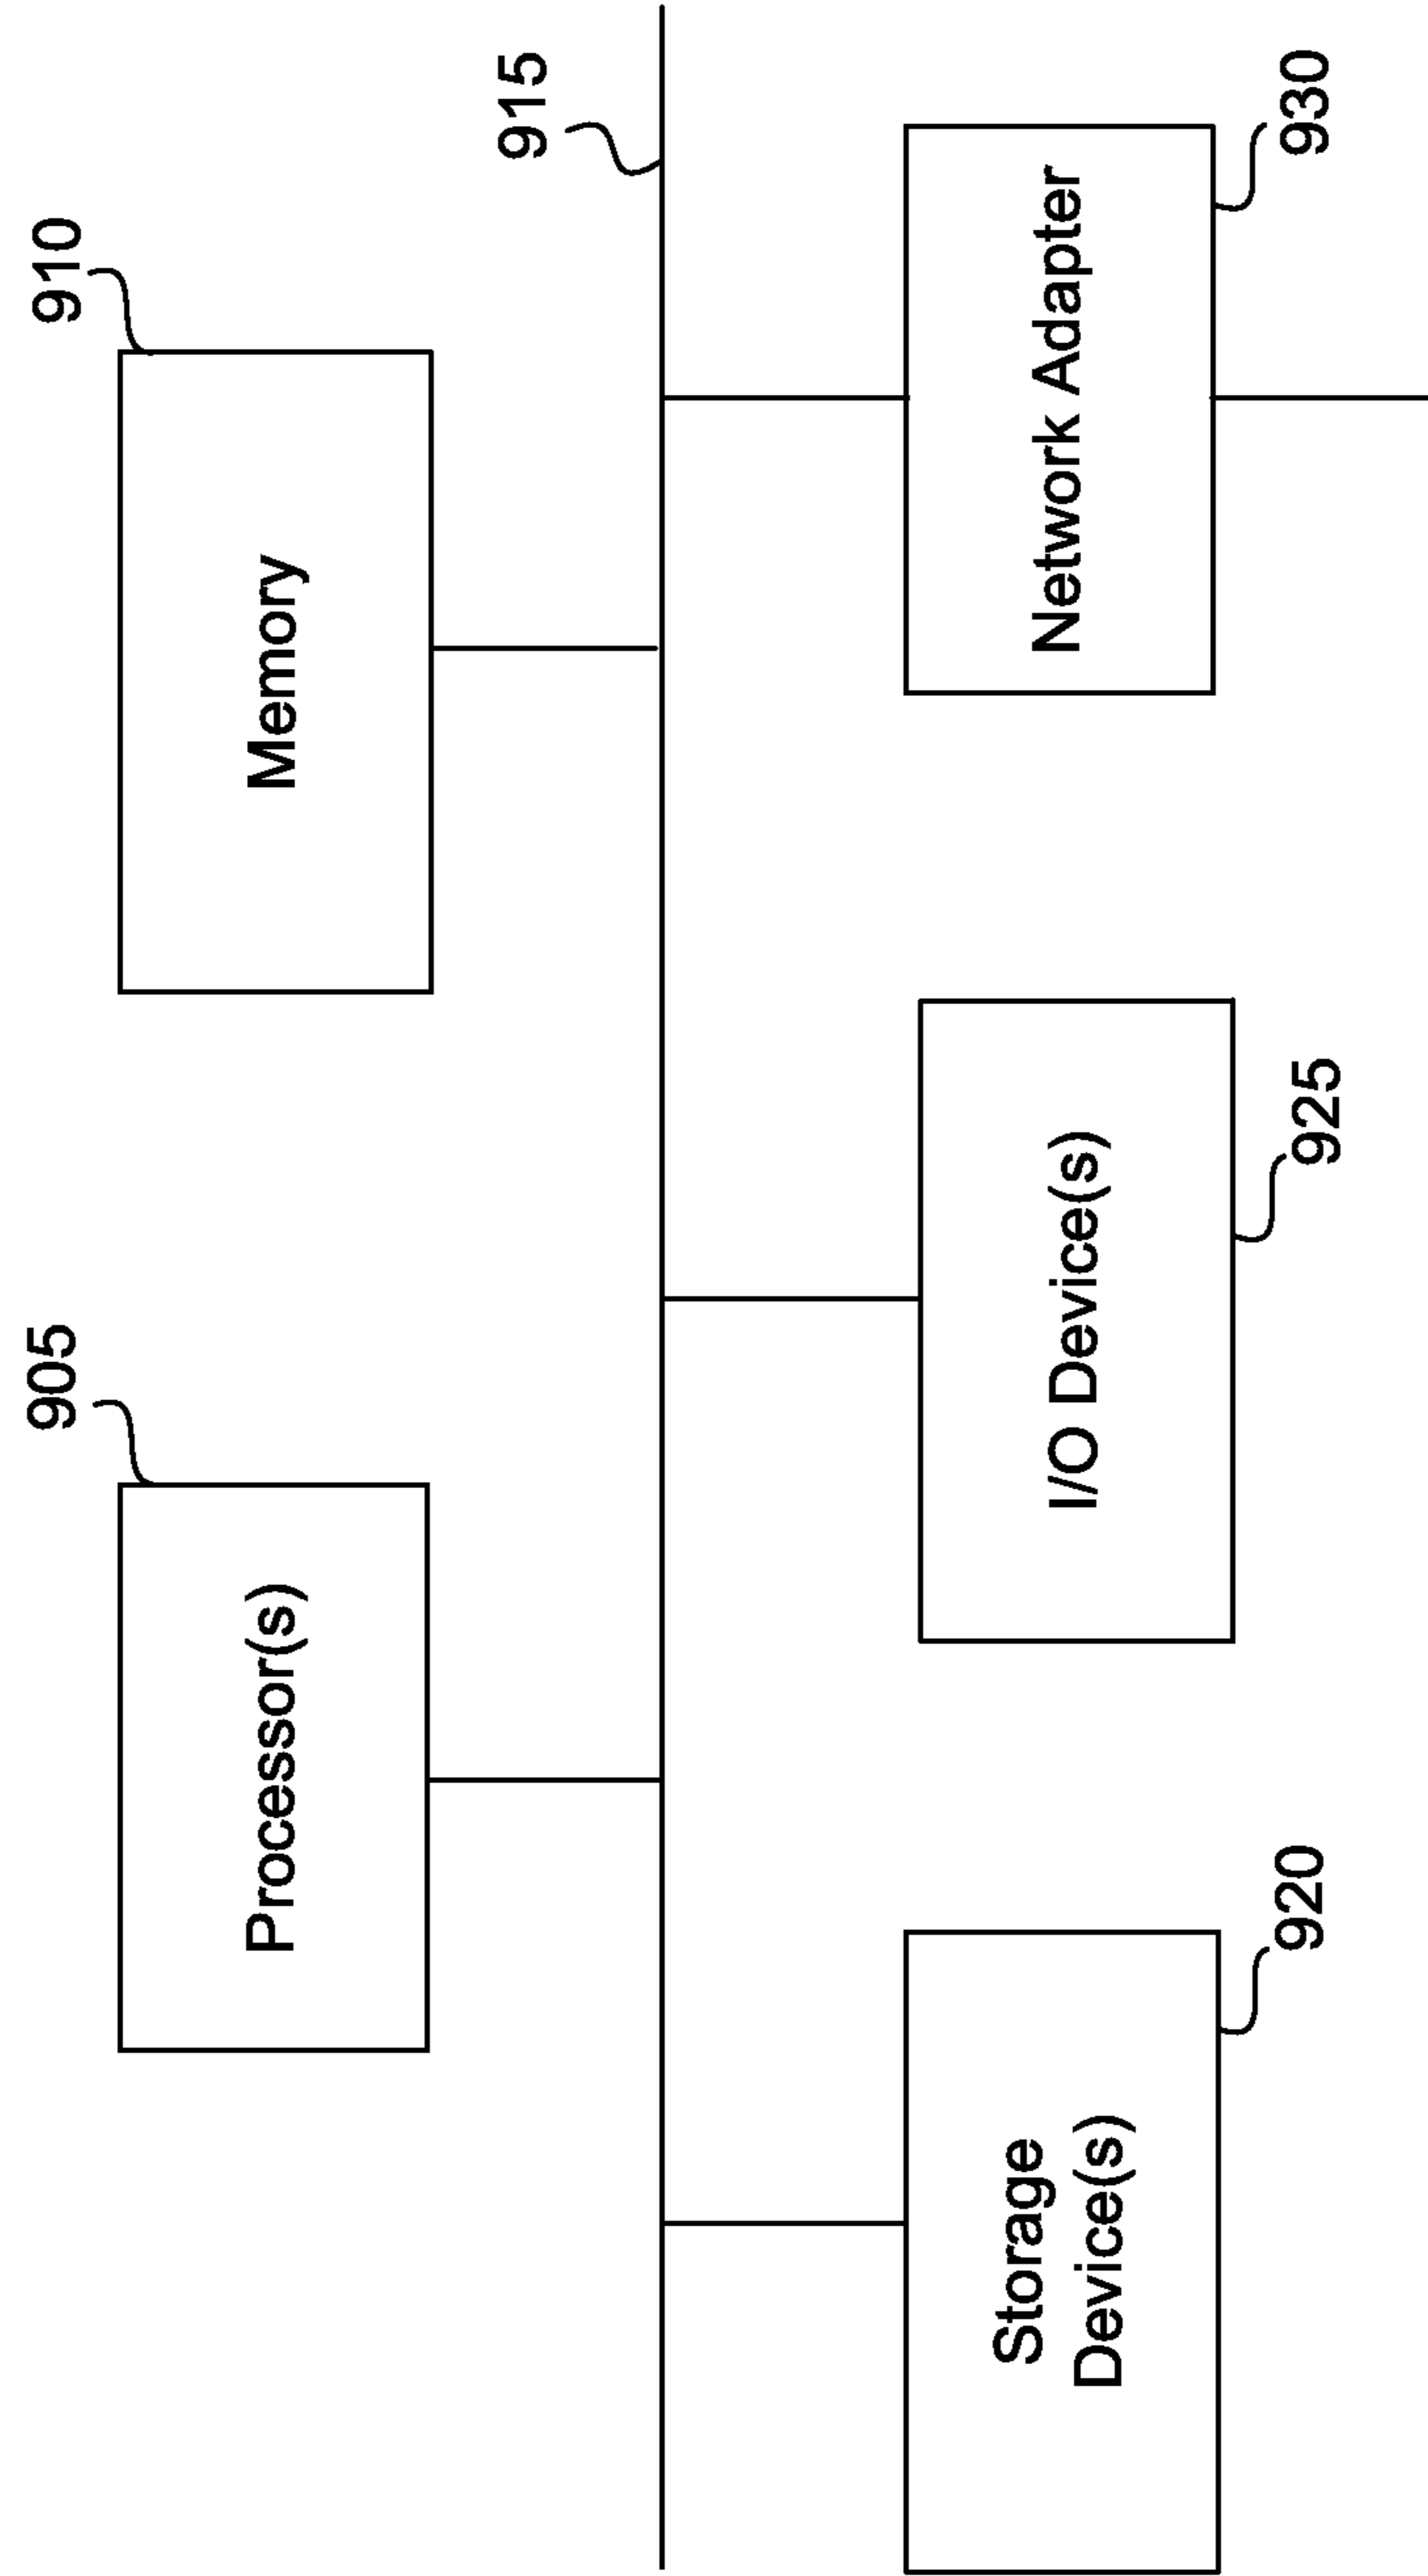 905
910
Processor(s)
Memory
915
Storage
Device(s)
I/O Device(s)
Network Adapter
920
925
930